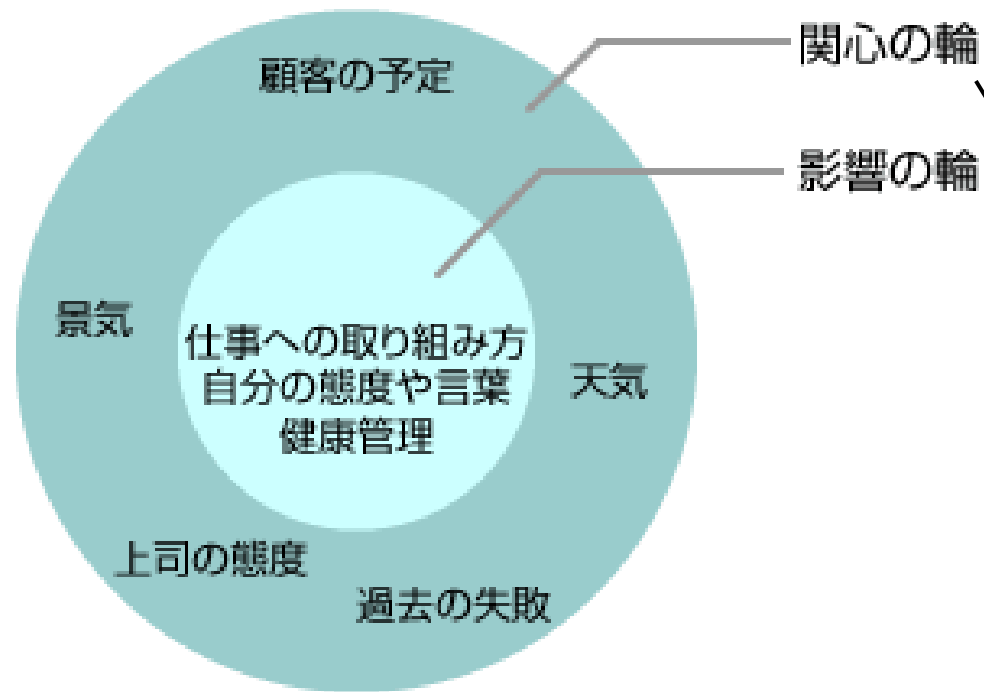 関心の輪
顧客の予定
影響の輪
景気
仕事への取り組み方
自分の態度や言葉
健康管理
天気
上司の態度
過去の失敗